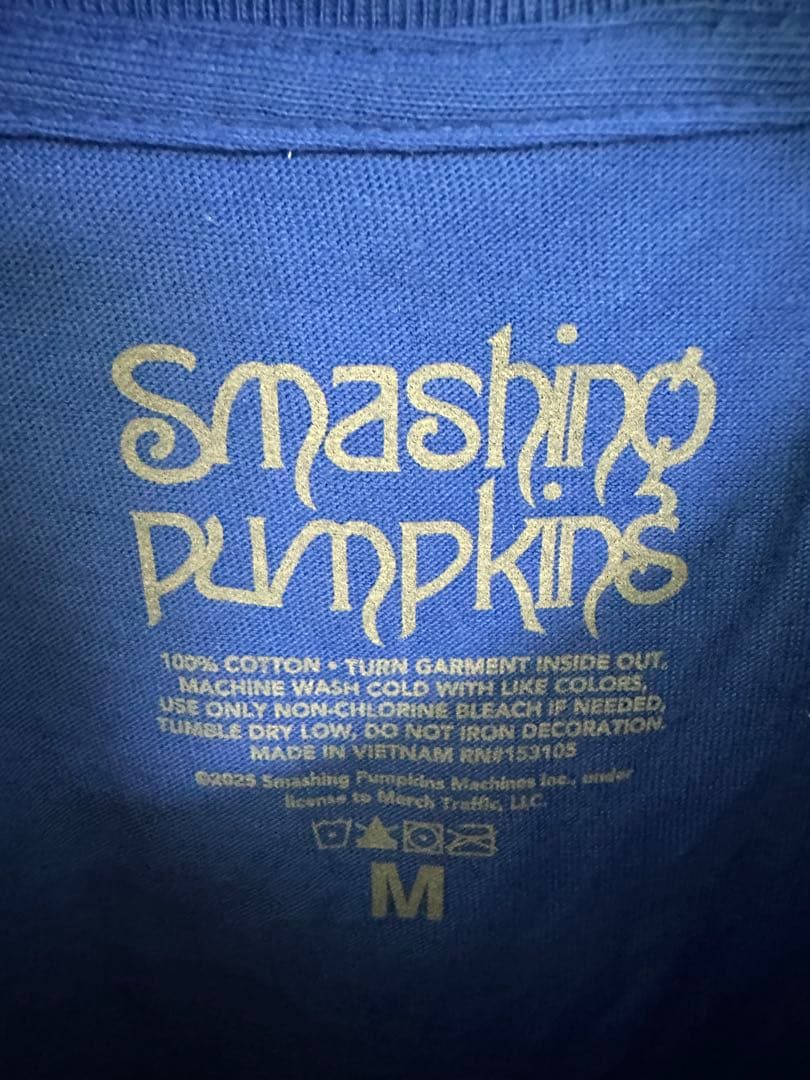 Smashing
pumpkins
100% COTTON • TURN GARMENT INSIDE OUT.
MACHINE WASH COLD WITH LIKE COLORS,
USE ONLY NON-CHLORINE BLEACH IF NEEDED,
TUMBLE DRY LOW, DO NOT IRON DECORATION.
MADE IN VIETNAM RN#153105
©2025 Smashing Pumpkins Machines Inc., under
license to Merch Traffic, LLC.
M